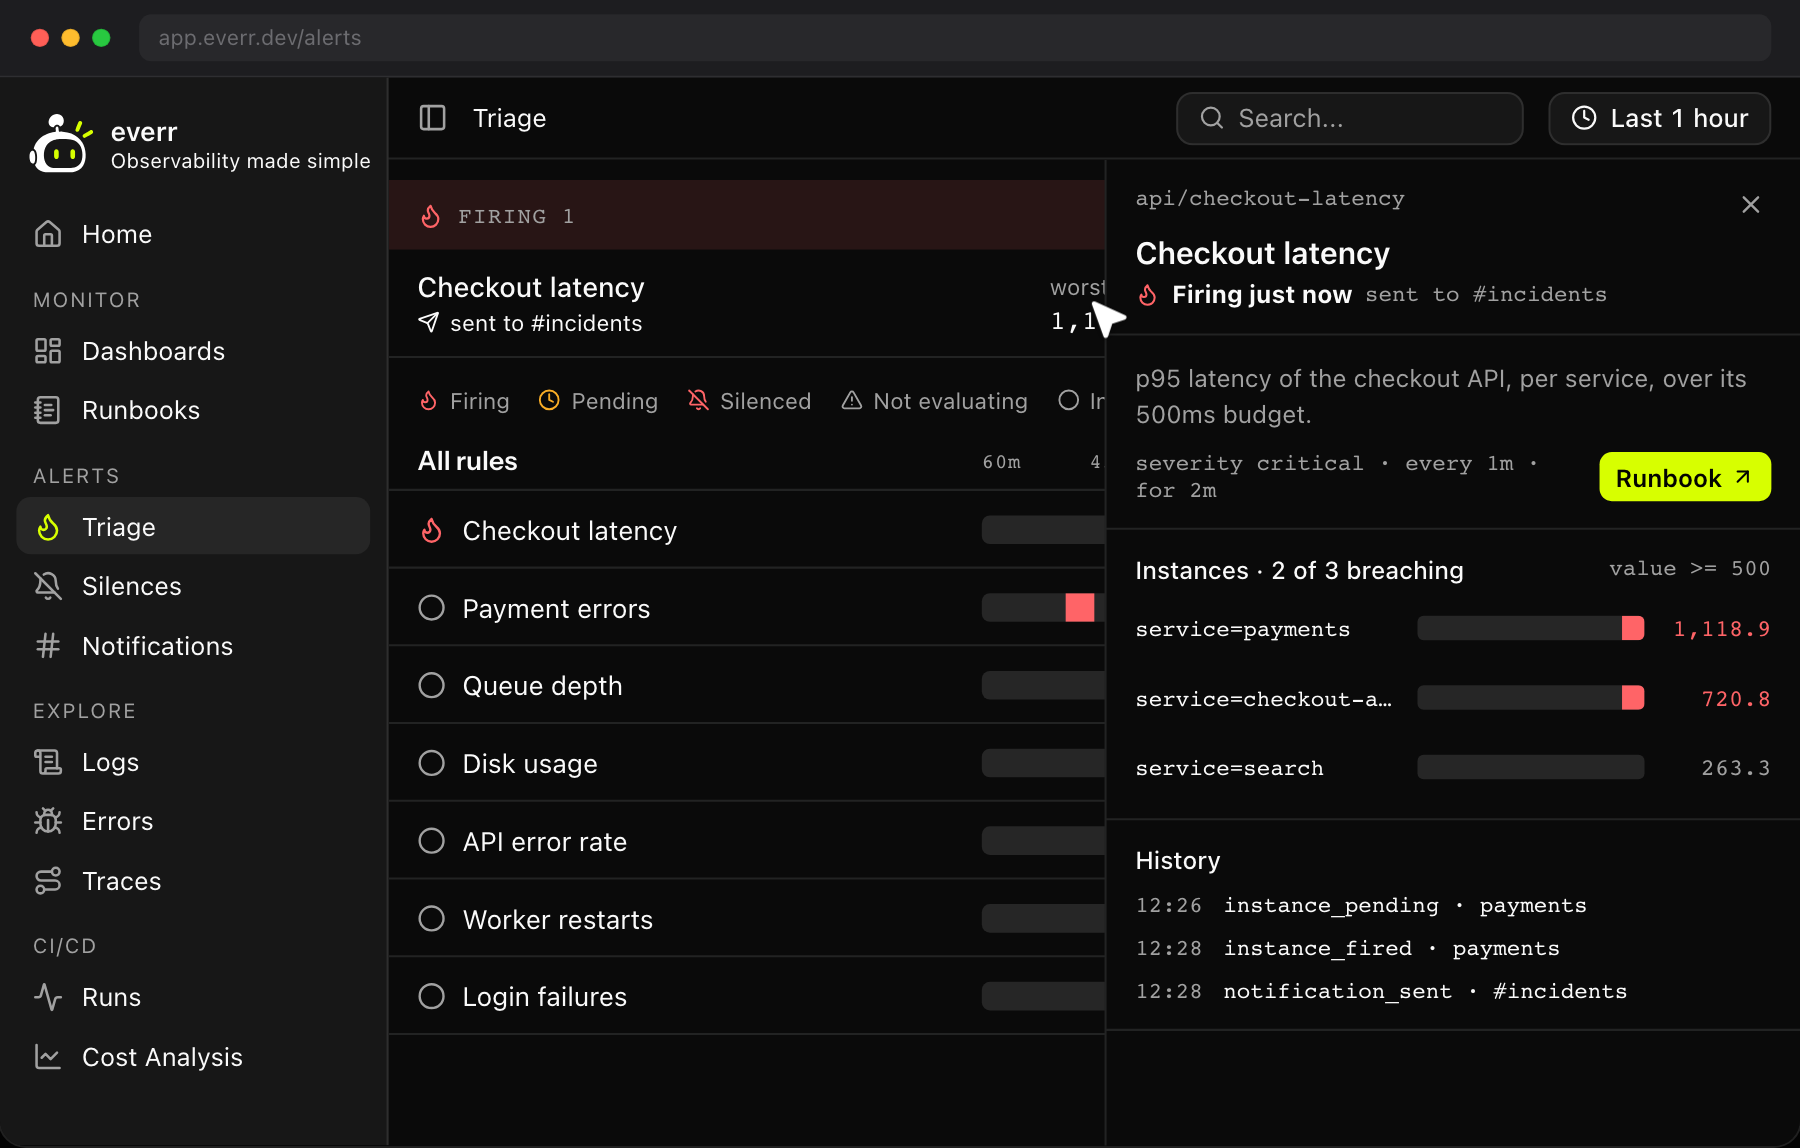 app.everr.dev/alerts
everr
Observability made simple
Home
MONITOR
Dashboards
Runbooks
ALERTS
Triage
Silences
Notifications
EXPLORE
Logs
Errors
Traces
CI/CD
Runs
Cost Analysis
Triage
Search...
Last 1 hour
FIRING 1
Checkout latency
sent to #incidents
Firing
Pending
Silenced
Not evaluating
All rules
60m
Checkout latency
Payment errors
Queue depth
Disk usage
API error rate
Worker restarts
Login failures
api/checkout-latency
Checkout latency
Firing just now sent to #incidents
p95 latency of the checkout API, per service, over its
500ms budget.
severity critical · every 1m ·
for 2m
Runbook
Instances · 2 of 3 breaching
value >= 500
service=payments
1,118.9
service=checkout-a…
720.8
service=search
263.3
History
12:26 instance_pending · payments
12:28 instance_fired · payments
12:28 notification_sent · #incidents